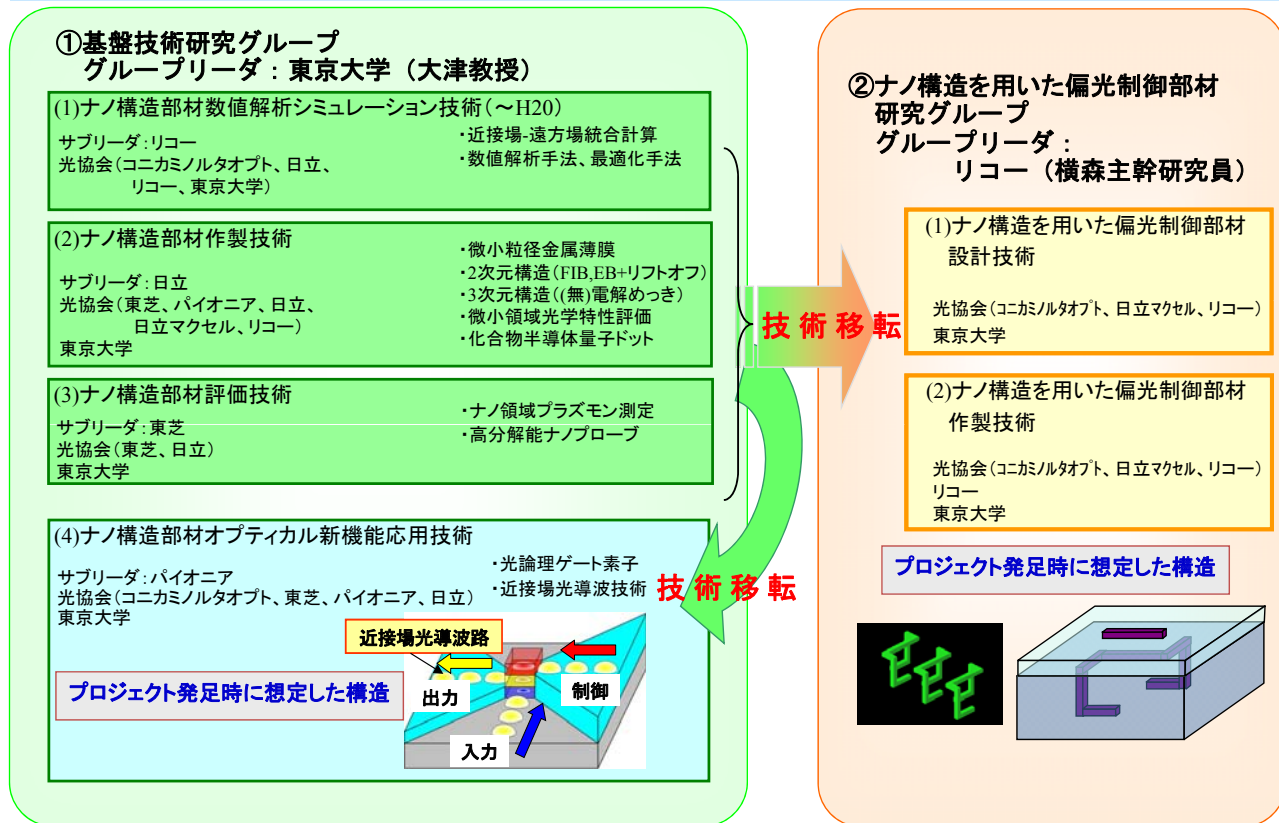 ①基盤技術研究グループ
グループリーダ：東京大学（大津教授）
(1)ナノ構造部材数値解析シミュレーション技術(～H20)
サブリーダ:リコー
光協会(コニカミノルタオプト、日立、
リコー、東京大学)
・近接場-遠方場統合計算
・数値解析手法、最適化手法
(2)ナノ構造部材作製技術
サブリーダ:日立
光協会(東芝、パイオニア、日立、
日立マクセル、リコー)
東京大学
・微小粒径金属薄膜
・2次元構造(FIB,EB+リフトオフ)
・3次元構造((無)電解めっき)
・微小領域光学特性評価
・化合物半導体量子ドット
(3)ナノ構造部材評価技術
サブリーダ:東芝
光協会(東芝、日立)
東京大学
・ナノ領域プラズモン測定
・高分解能ナノプローブ
(4)ナノ構造部材オプティカル新機能応用技術
サブリーダ:パイオニア
光協会(コニカミノルタオプト、東芝、パイオニア、日立)
東京大学
・光論理ゲート素子
・近接場光導波技術
技術移転
近接場光導波路
出力
制御
入力
プロジェクト発足時に想定した構造
技術移転
②ナノ構造を用いた偏光制御部材
研究グループ
グループリーダ：
リコー（横森主幹研究員）
(1)ナノ構造を用いた偏光制御部材
設計技術
光協会(コニカミノルタオプト、日立マクセル、リコー)
東京大学
(2)ナノ構造を用いた偏光制御部材
作製技術
光協会(コニカミノルタオプト、日立マクセル、リコー)
リコー
東京大学
プロジェクト発足時に想定した構造